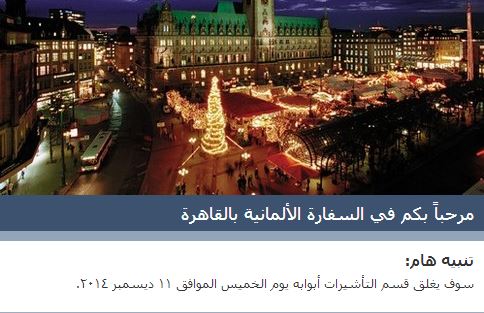 مرحباً بكم في السفارة الألمانية بالقاهرة
تنبيه هام:
سوف يغلق قسم التأشيرات أبوابه يوم الخميس الموافق ١١ ديسمبر ٢٠١٤.